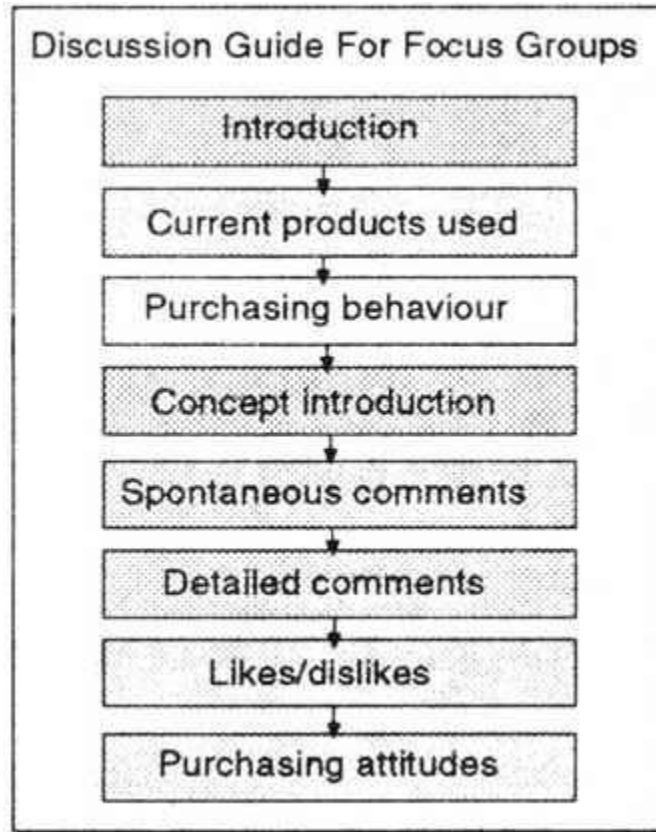 Discussion Guide For Focus Groups
Introduction
Current products used
Purchasing behaviour
Concept introduction
Spontaneous comments
Detailed comments
Likes/dislikes
Purchasing attitudes